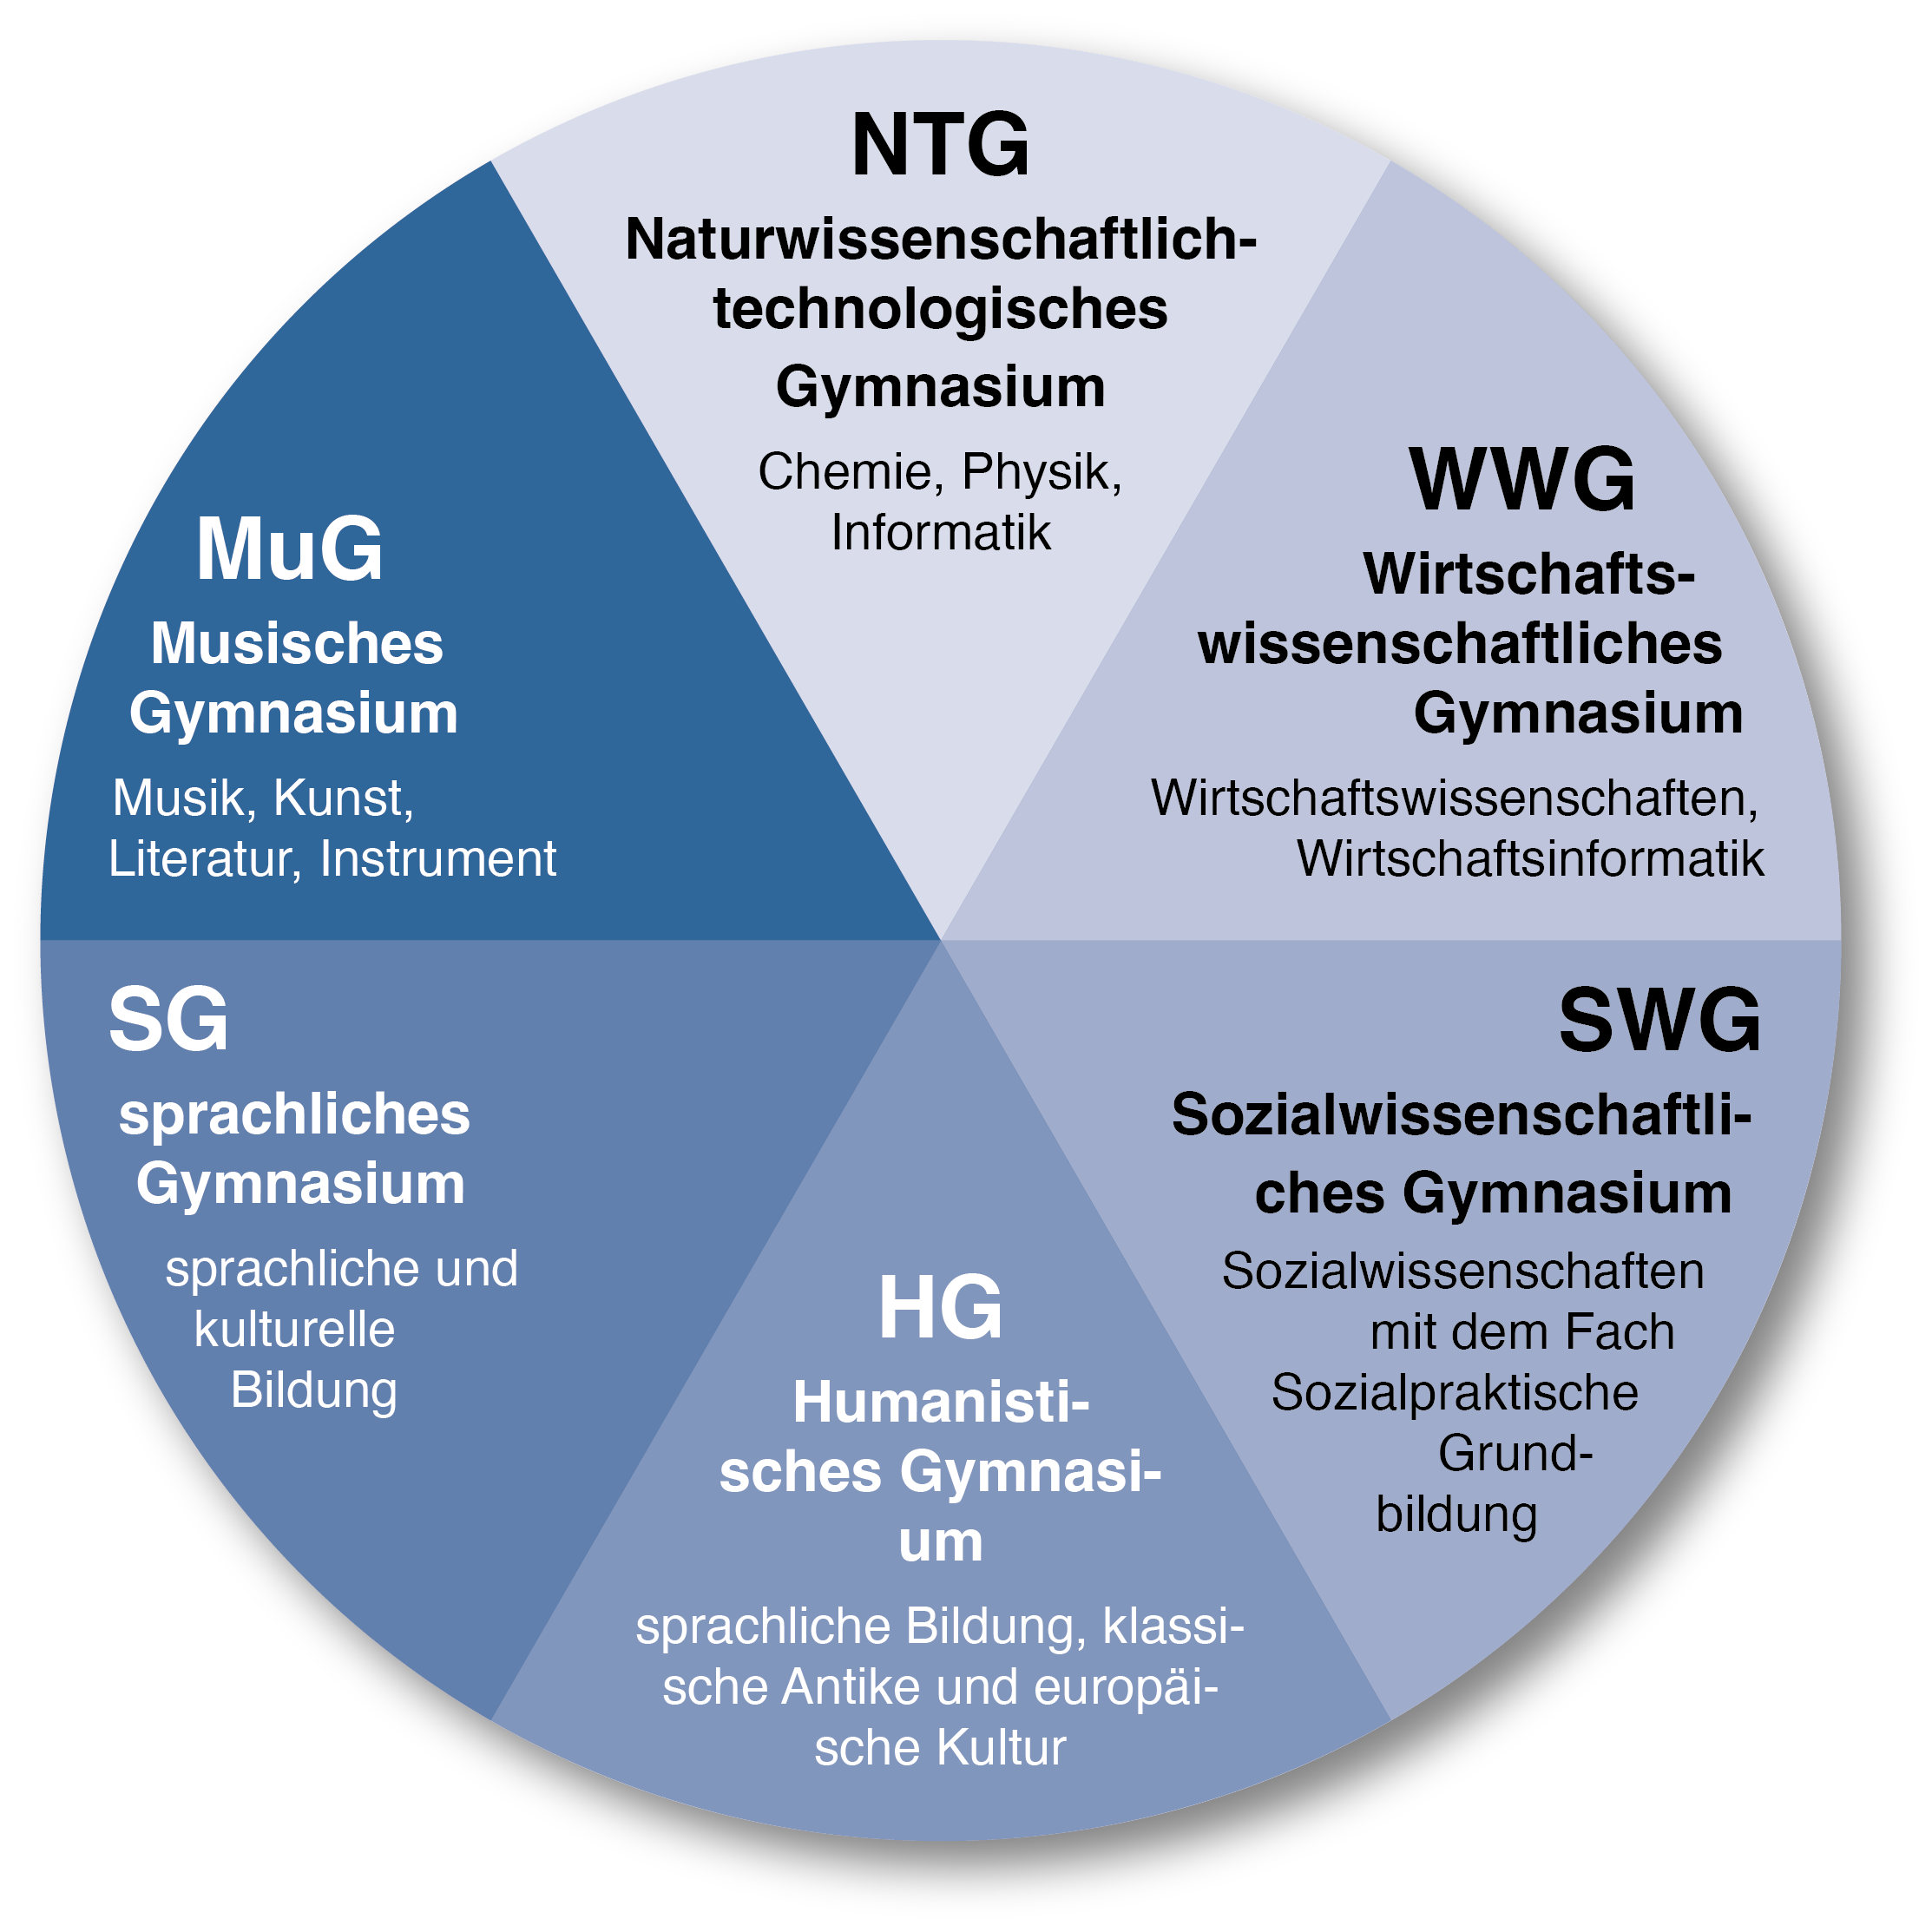 NTG
Naturwissenschaftlich-
technologisches
Gymnasium
Chemie, Physik,
Informatik
WWG
Wirtschafts-
wissenschaftliches
Gymnasium
Wirtschaftswissenschaften,
Wirtschaftsinformatik
SWG
Sozialwissenschaftli-
ches Gymnasium
Sozialwissenschaften
mit dem Fach
Sozialpraktische
Grund-
bildung
HG
Humanisti-
sches Gymnasi-
um
sprachliche Bildung, klassi-
sche Antike und europäi-
sche Kultur
SG
sprachliches
Gymnasium
sprachliche und
kulturelle
Bildung
MuG
Musisches
Gymnasium
Musik, Kunst,
Literatur, Instrument